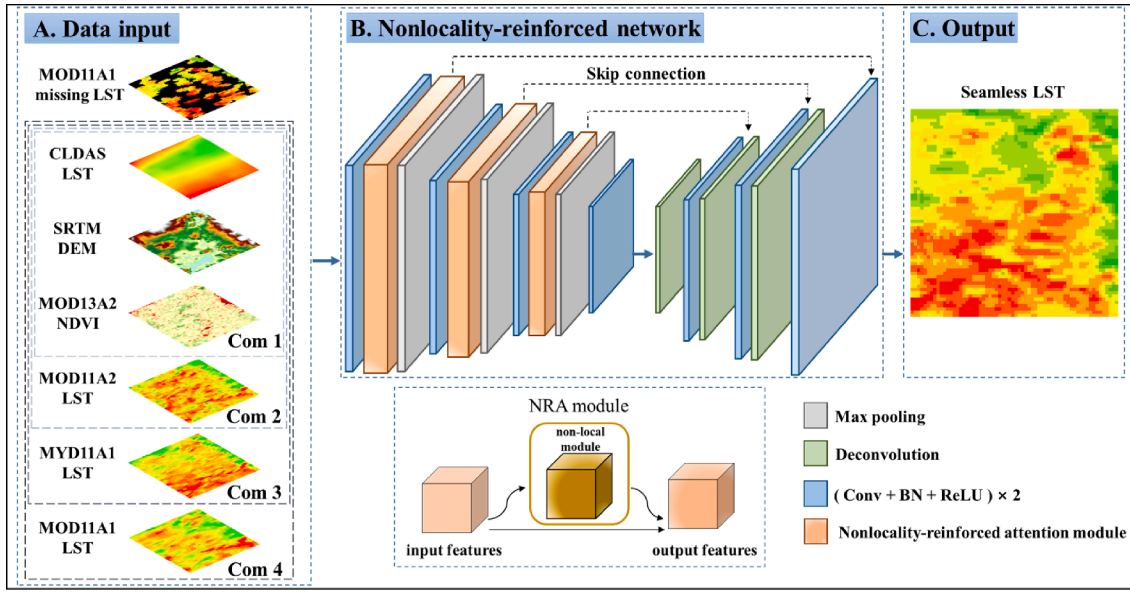 A. Data input
MOD11A1
missing LST
CLDAS
LST
SRTM
DEM
MOD13A2
NDVI
Com 1
MOD11A2
LST
Com 2
MYD11A1
LST
Com 3
MOD11A1
LST
Com 4
B. Nonlocality-reinforced network
Skip connection
NRA module
non-local
module
input features
output features
Max pooling
Deconvolution
( Conv + BN + ReLU ) × 2
Nonlocality-reinforced attention module
C. Output
Seamless LST